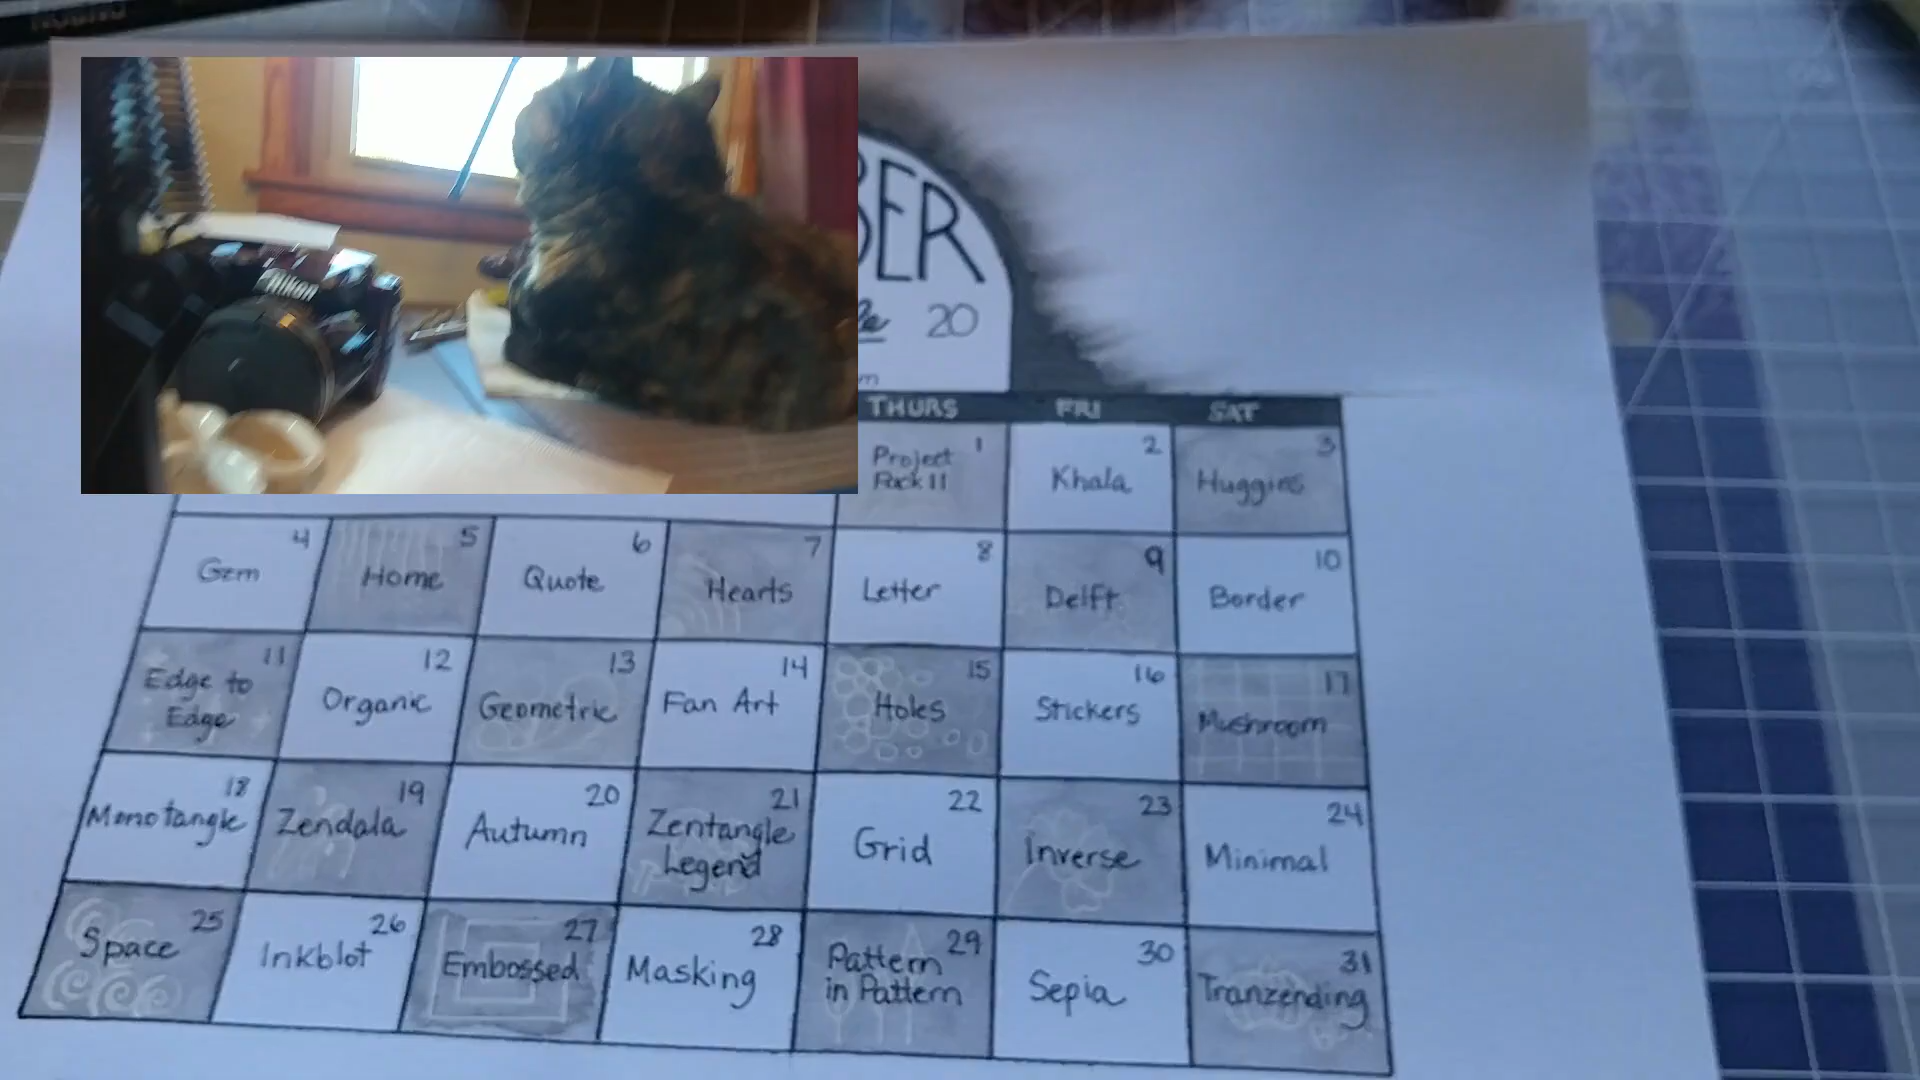 Nikon
BER
20
THURS FRI SAT
1 2 3
Project
Pack 11
Khala
Huggins
4 5 6 7 8 9 10
Gem
Home
Quote
Hearts
Letter
Delft
Border
11 12 13 14 15 16 17
Edge to
Edge
Organic
Geometric
Fan Art
Holes
Stickers
Mushroom
18 19 20 21 22 23 24
Monotangle
Zendala
Autumn
Zentangle
Legend
Grid
Inverse
Minimal
25 26 27 28 29 30 31
Space
Inkblot
Embossed
Masking
Pattern
in Pattern
Sepia
Tranzending